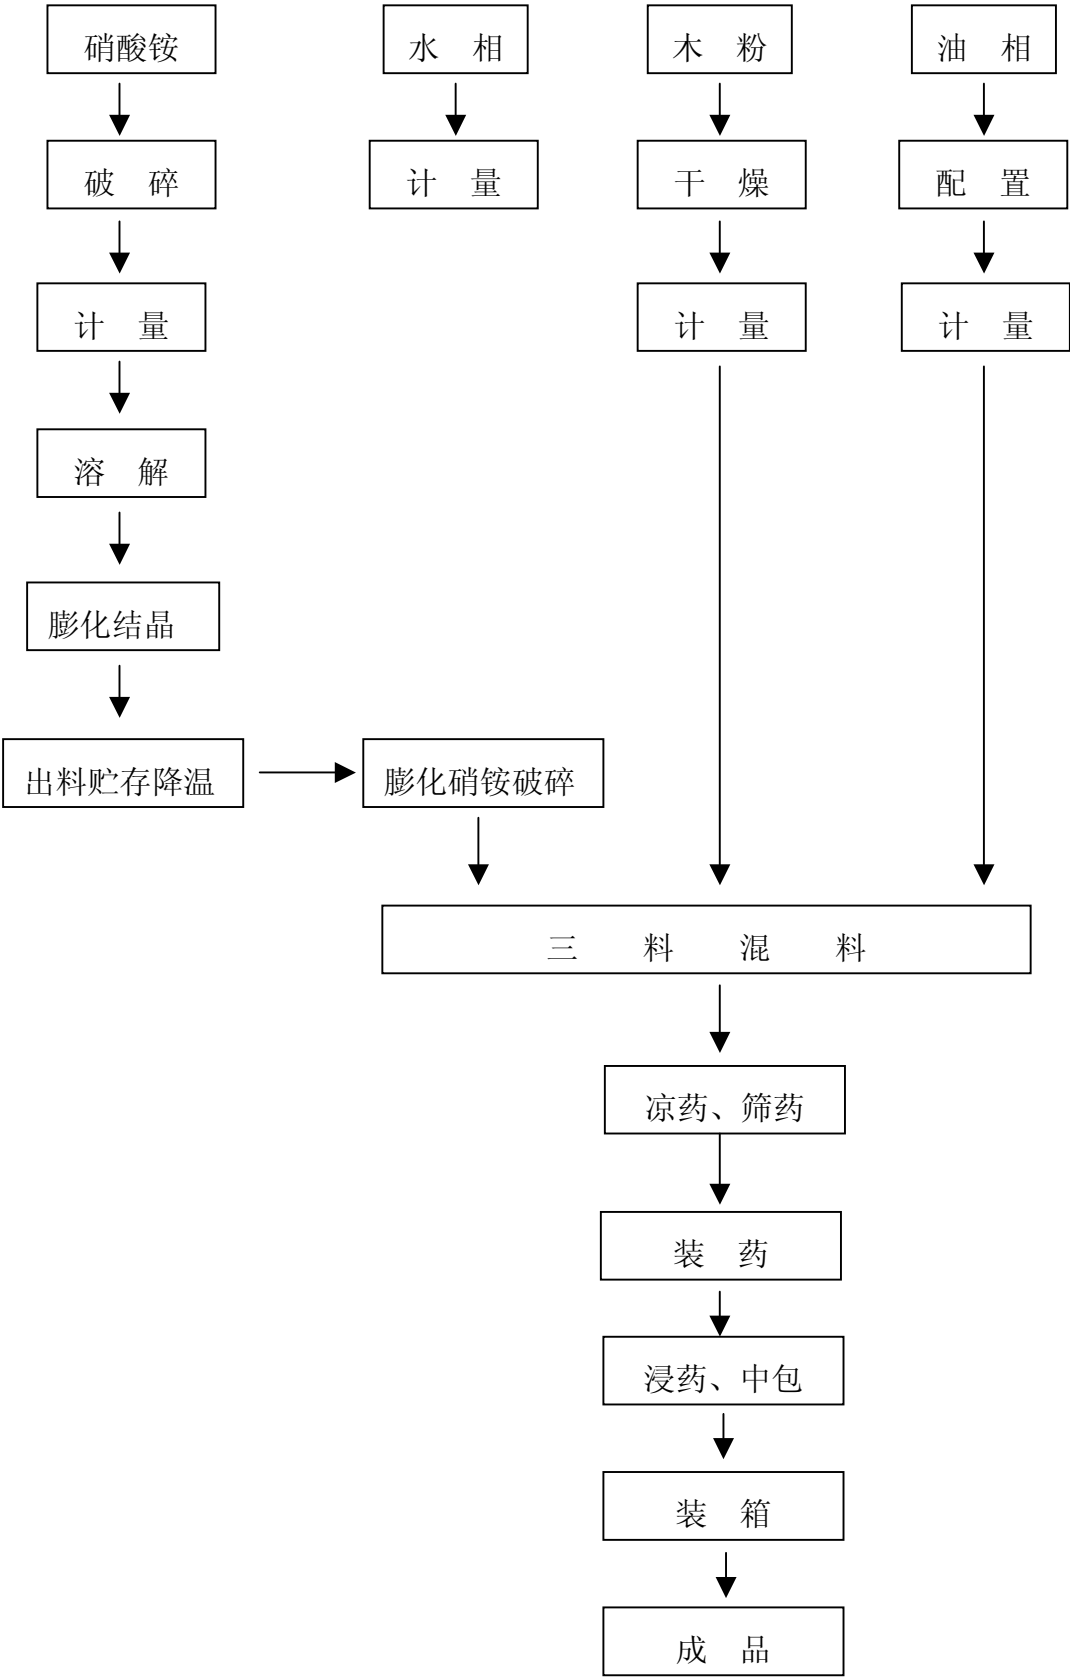 硝酸铵
水 相
木 粉
油 相
破 碎
计 量
干 燥
配 置
计 量
计 量
计 量
溶 解
膨化结晶
出料贮存降温
膨化硝铵破碎
三 料 混 料
凉药、筛药
装 药
浸药、中包
装 箱
成 品